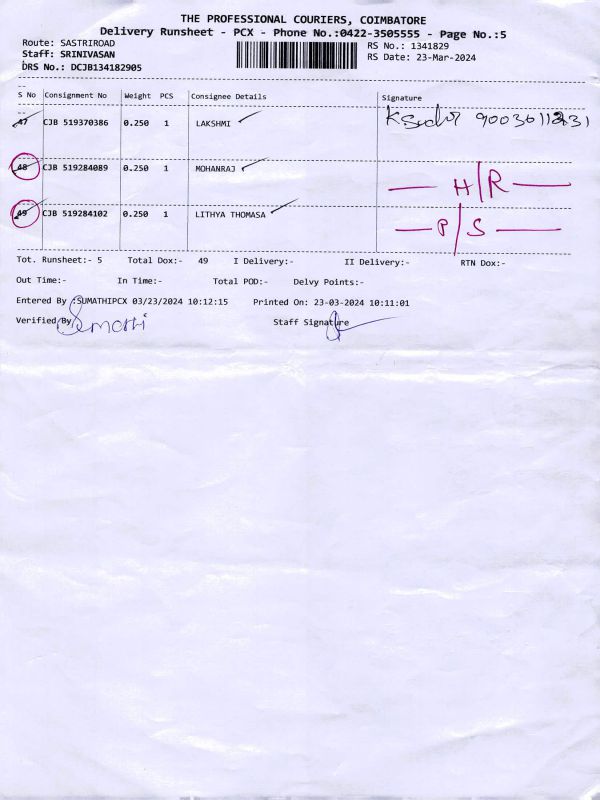 THE PROFESSIONAL COURIERS, COIMBATORE
Delivery Runsheet - PCX - Phone No.:0422-3505555 - Page No.:5
Route: SASTRIROAD
RS No.: 1341829
Staff: SRINIVASAN
RS Date: 23-Mar-2024
DRS No.: DCJB134182905
S No Consignment No Weight PCS Consignee Details Signature
47 CJB 519370386 0.250 1 LAKSHMI
48 CJB 519284089 0.250 1 MOHANRAJ H/R
49 CJB 519284102 0.250 1 LITHYA THOMASA P/S
Tot. Runsheet:- 5 Total Dox:- 49 I Delivery:- II Delivery:- RTN Dox:-
Out Time:- In Time:- Total POD:- Delvy Points:-
Entered By :SUMATHIPCX 03/23/2024 10:12:15 Printed On: 23-03-2024 10:11:01
Verified By Staff Signature